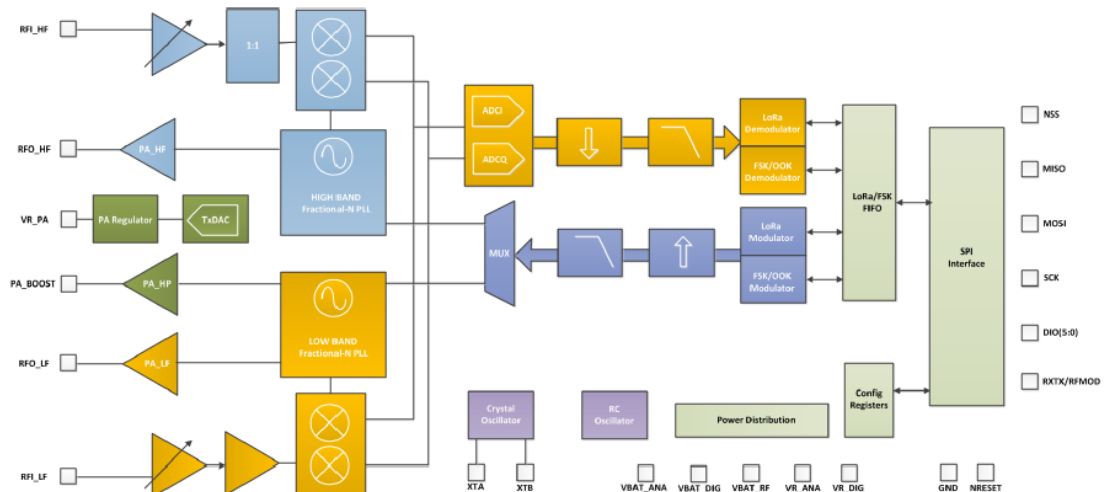 RFI_HF
1:1
RFO_HF
PA_HF
HIGH BAND
Fractional-N PLL
VR_PA
PA Regulator
TxDAC
PA_BOOST
PA_HP
LOW BAND
Fractional-N PLL
RFO_LF
PA_LF
RFI_LF
ADCI
ADCQ
MUX
LoRa
Demodulator
FSK/OOK
Demodulator
LoRa
Modulator
FSK/OOK
Modulator
LoRa/FSK
FIFO
SPI
Interface
NSS
MISO
MOSI
SCK
DIO(5:0)
RXTX/RFMOD
Crystal
Oscillator
RC
Oscillator
Power Distribution
Config
Registers
XTA
XTB
VBAT_ANA
VBAT_DIG
VBAT_RF
VR_ANA
VR_DIG
GND
NRESET